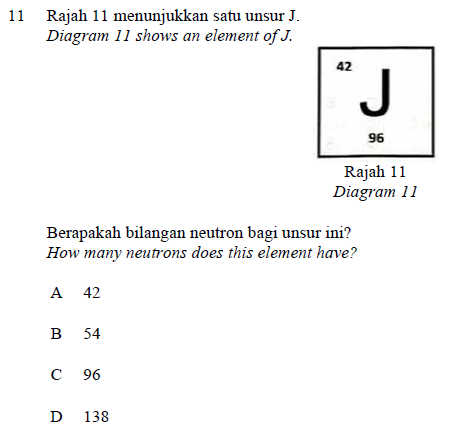 11 Rajah 11 menunjukkan satu unsur J.
Diagram 11 shows an element of J.
42
J
96
Rajah 11
Diagram 11
Berapakah bilangan neutron bagi unsur ini?
How many neutrons does this element have?
A 42
B 54
C 96
D 138